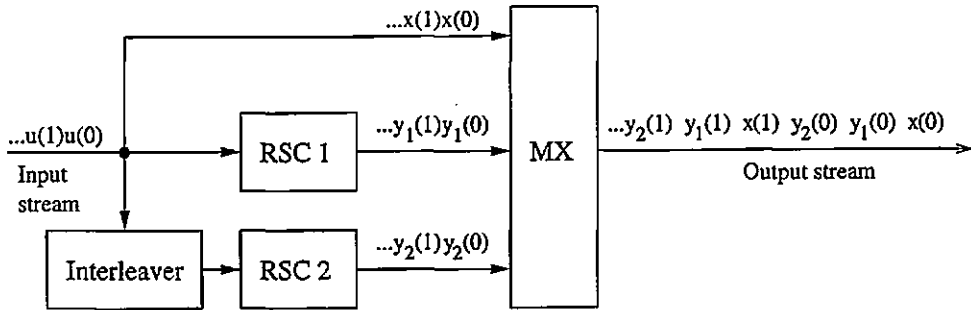 ...x(1)x(0)
...u(1)u(0)
Input
stream
RSC 1
...y₁(1)y₁(0)
MX
...y₂(1) y₁(1) x(1) y₂(0) y₁(0) x(0)
Output stream
Interleaver
RSC 2
...y₂(1)y₂(0)